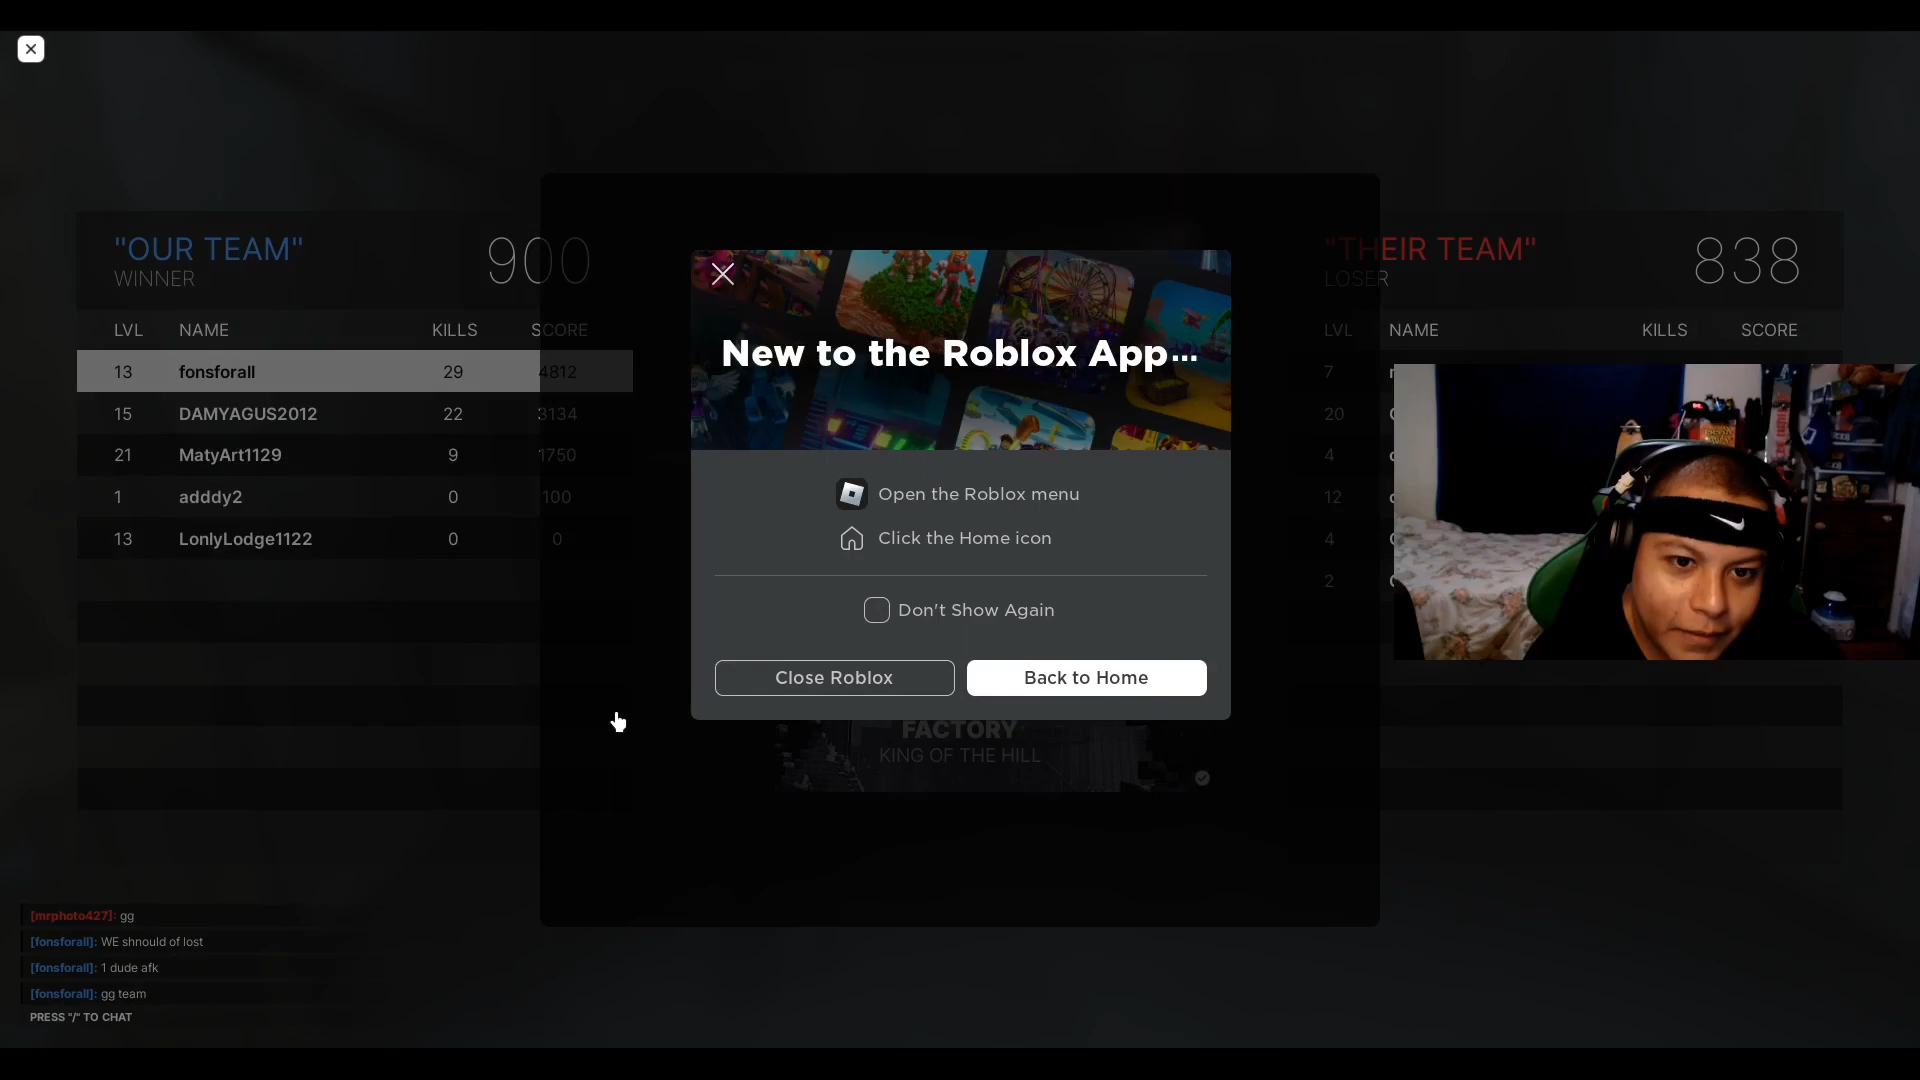 "OUR TEAM"
WINNER
900
LVL NAME KILLS SCORE
13 fonsforall 29 4812
15 DAMYAGUS2012 22 3134
21 MatyArt1129 9 1750
1 adddy2 0 100
13 LonlyLodge1122 0 0
New to the Roblox App...
Open the Roblox menu
Click the Home icon
Don't Show Again
Close Roblox
Back to Home
FACTORY
KING OF THE HILL
"THEIR TEAM"
LOSER
838
LVL NAME KILLS SCORE
7
20
4
12
4
2
[mrphoto427]: gg
[fonsforall]: WE shnould of lost
[fonsforall]: 1 dude afk
[fonsforall]: gg team
PRESS "/" TO CHAT